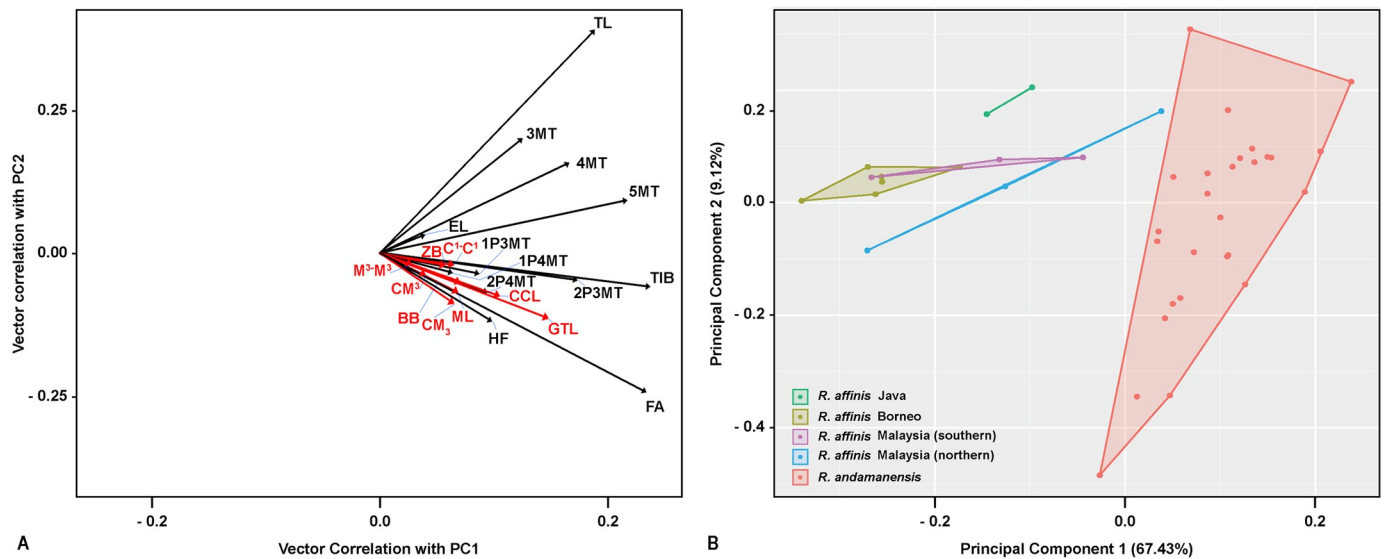 TL
0.25
3MT
4MT
5MT
EL
0.00
ZB C¹-C¹ 1P3MT
M³-M³
1P4MT
TIB
CM³
2P4MT
2P3MT
CCL
BB
CM₃
ML
GTL
HF
- 0.25
FA
Vector correlation with PC2
- 0.2
0.0
0.2
A
Vector Correlation with PC1
0.2
0.0
- 0.2
- 0.4
Principal Component 2 (9.12%)
R. affinis Java
R. affinis Borneo
R. affinis Malaysia (southern)
R. affinis Malaysia (northern)
R. andamanensis
- 0.2
0.0
0.2
B
Principal Component 1 (67.43%)